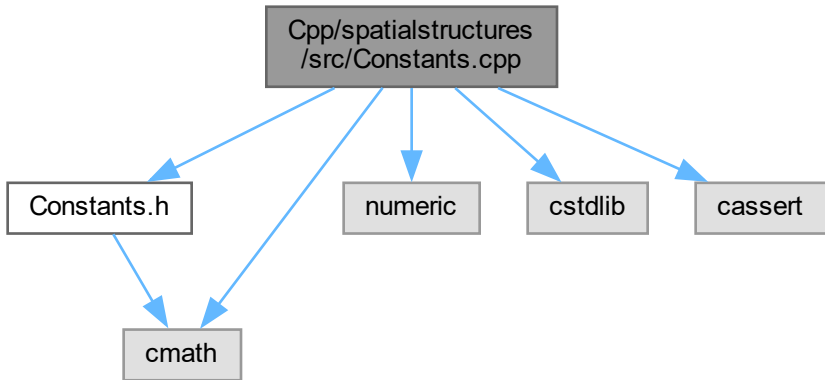 Cpp/spatialstructures
/src/Constants.cpp
Constants.h
numeric
cstdlib
cassert
cmath